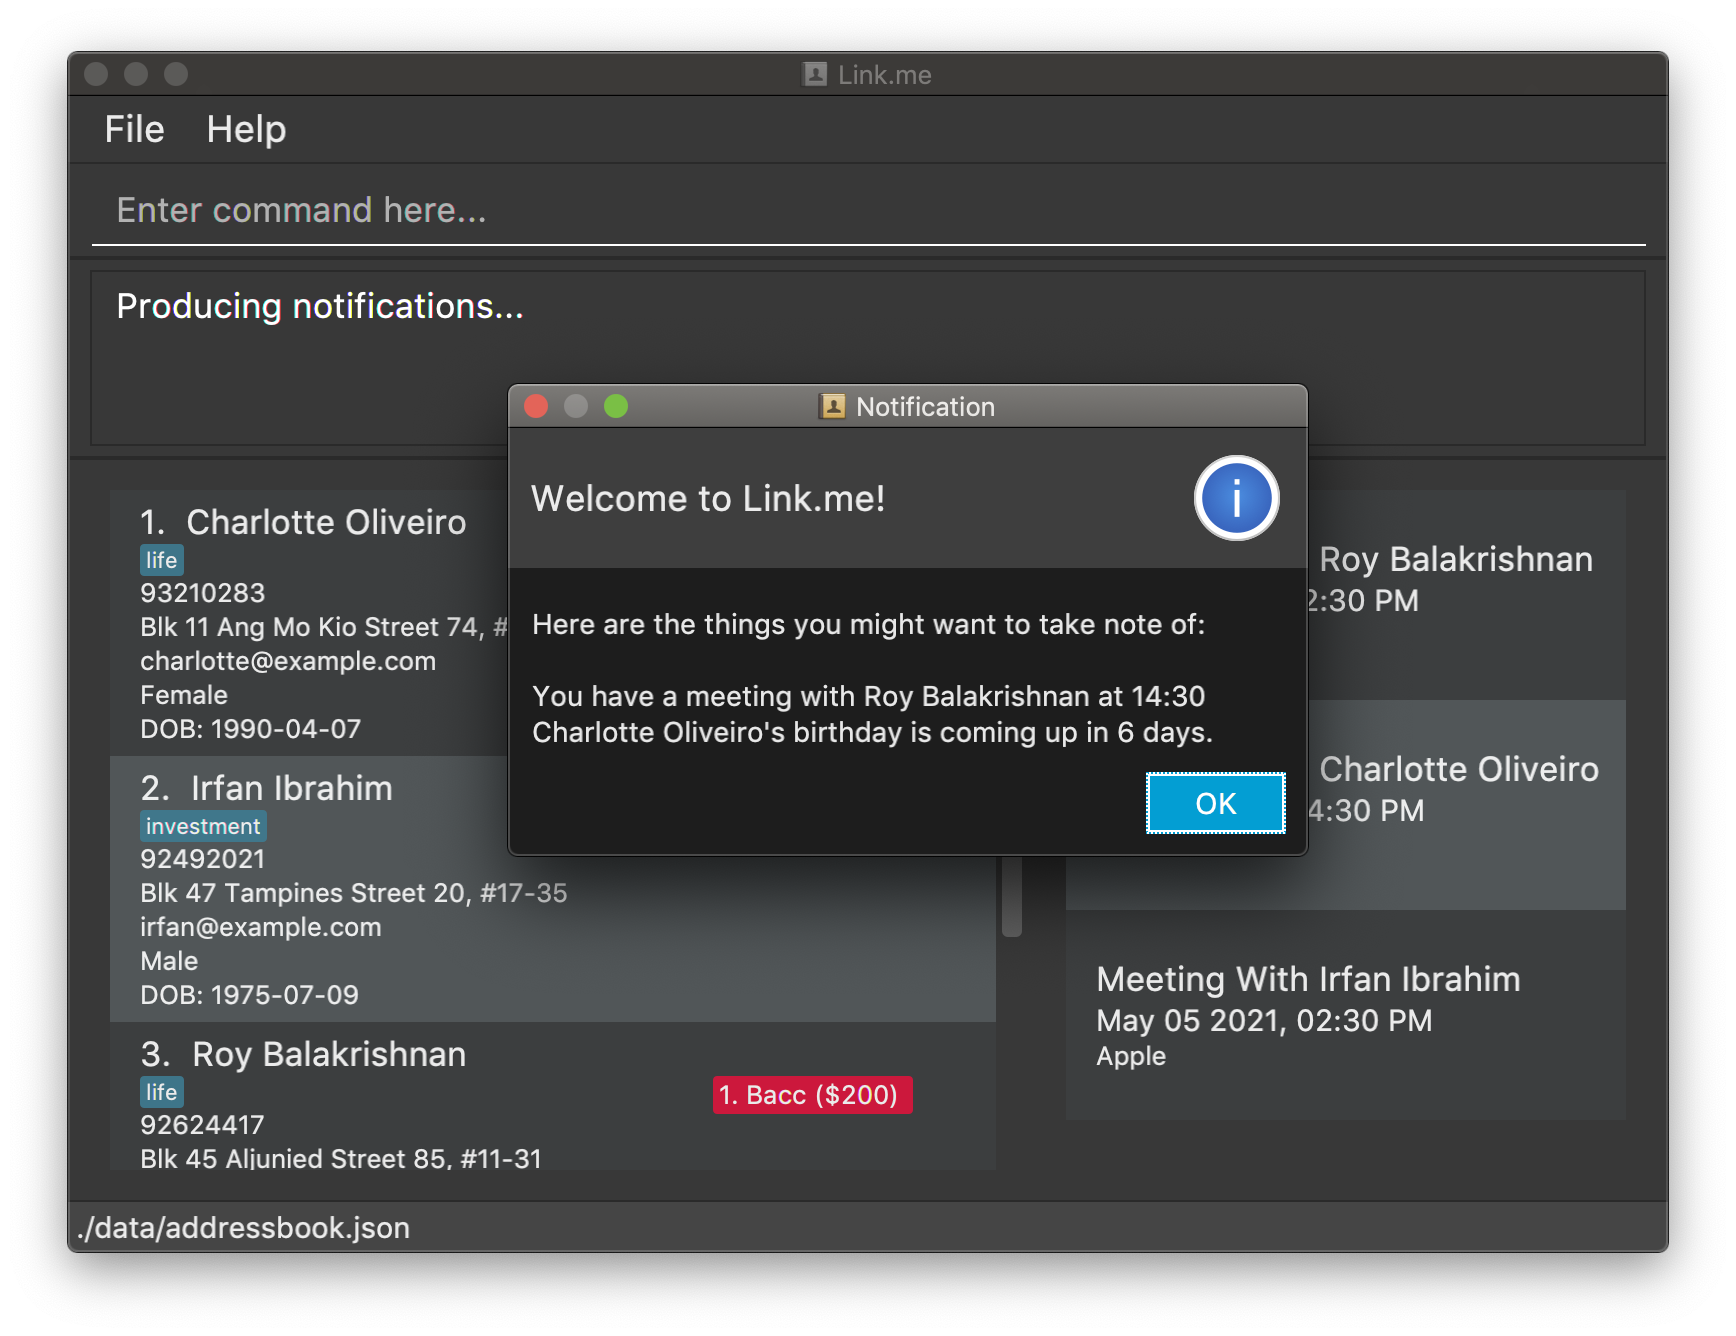 Link.me
File Help
Enter command here...
Producing notifications...
Notification
Welcome to Link.me!
Here are the things you might want to take note of:
You have a meeting with Roy Balakrishnan at 14:30
Charlotte Oliveiro's birthday is coming up in 6 days.
OK
1. Charlotte Oliveiro
life
93210283
Blk 11 Ang Mo Kio Street 74, #
charlotte@example.com
Female
DOB: 1990-04-07
2. Irfan Ibrahim
investment
92492021
Blk 47 Tampines Street 20, #17-35
irfan@example.com
Male
DOB: 1975-07-09
3. Roy Balakrishnan
life
1. Bacc ($200)
92624417
Blk 45 Aljunied Street 85, #11-31
Roy Balakrishnan
2:30 PM
Charlotte Oliveiro
4:30 PM
Meeting With Irfan Ibrahim
May 05 2021, 02:30 PM
Apple
./data/addressbook.json